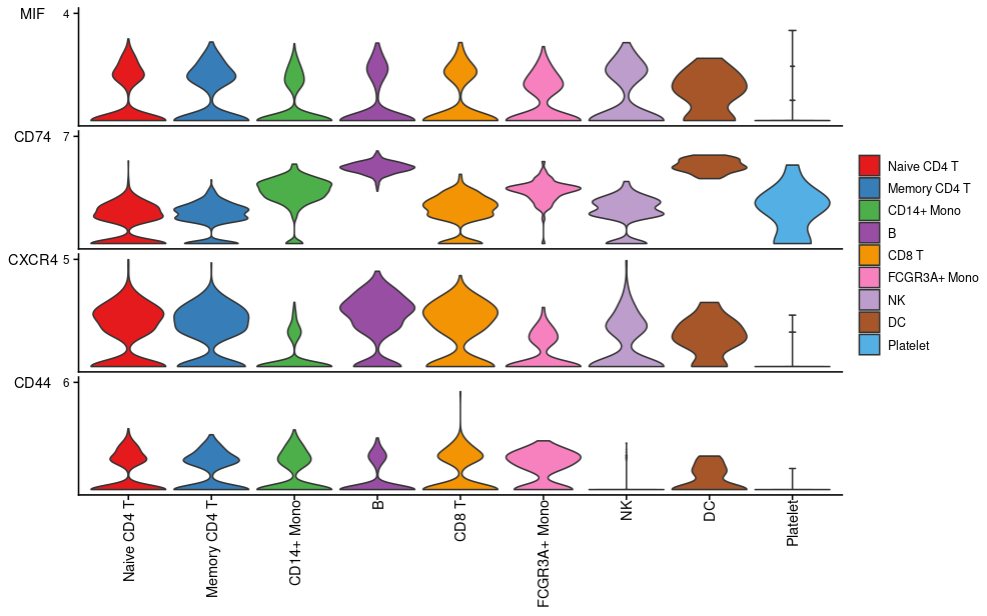 MIF 4
CD74 7
CXCR4 5
CD44 6
Naive CD4 T
Memory CD4 T
CD14+ Mono
B
CD8 T
FCGR3A+ Mono
NK
DC
Platelet
Naive CD4 T
Memory CD4 T
CD14+ Mono
B
CD8 T
FCGR3A+ Mono
NK
DC
Platelet